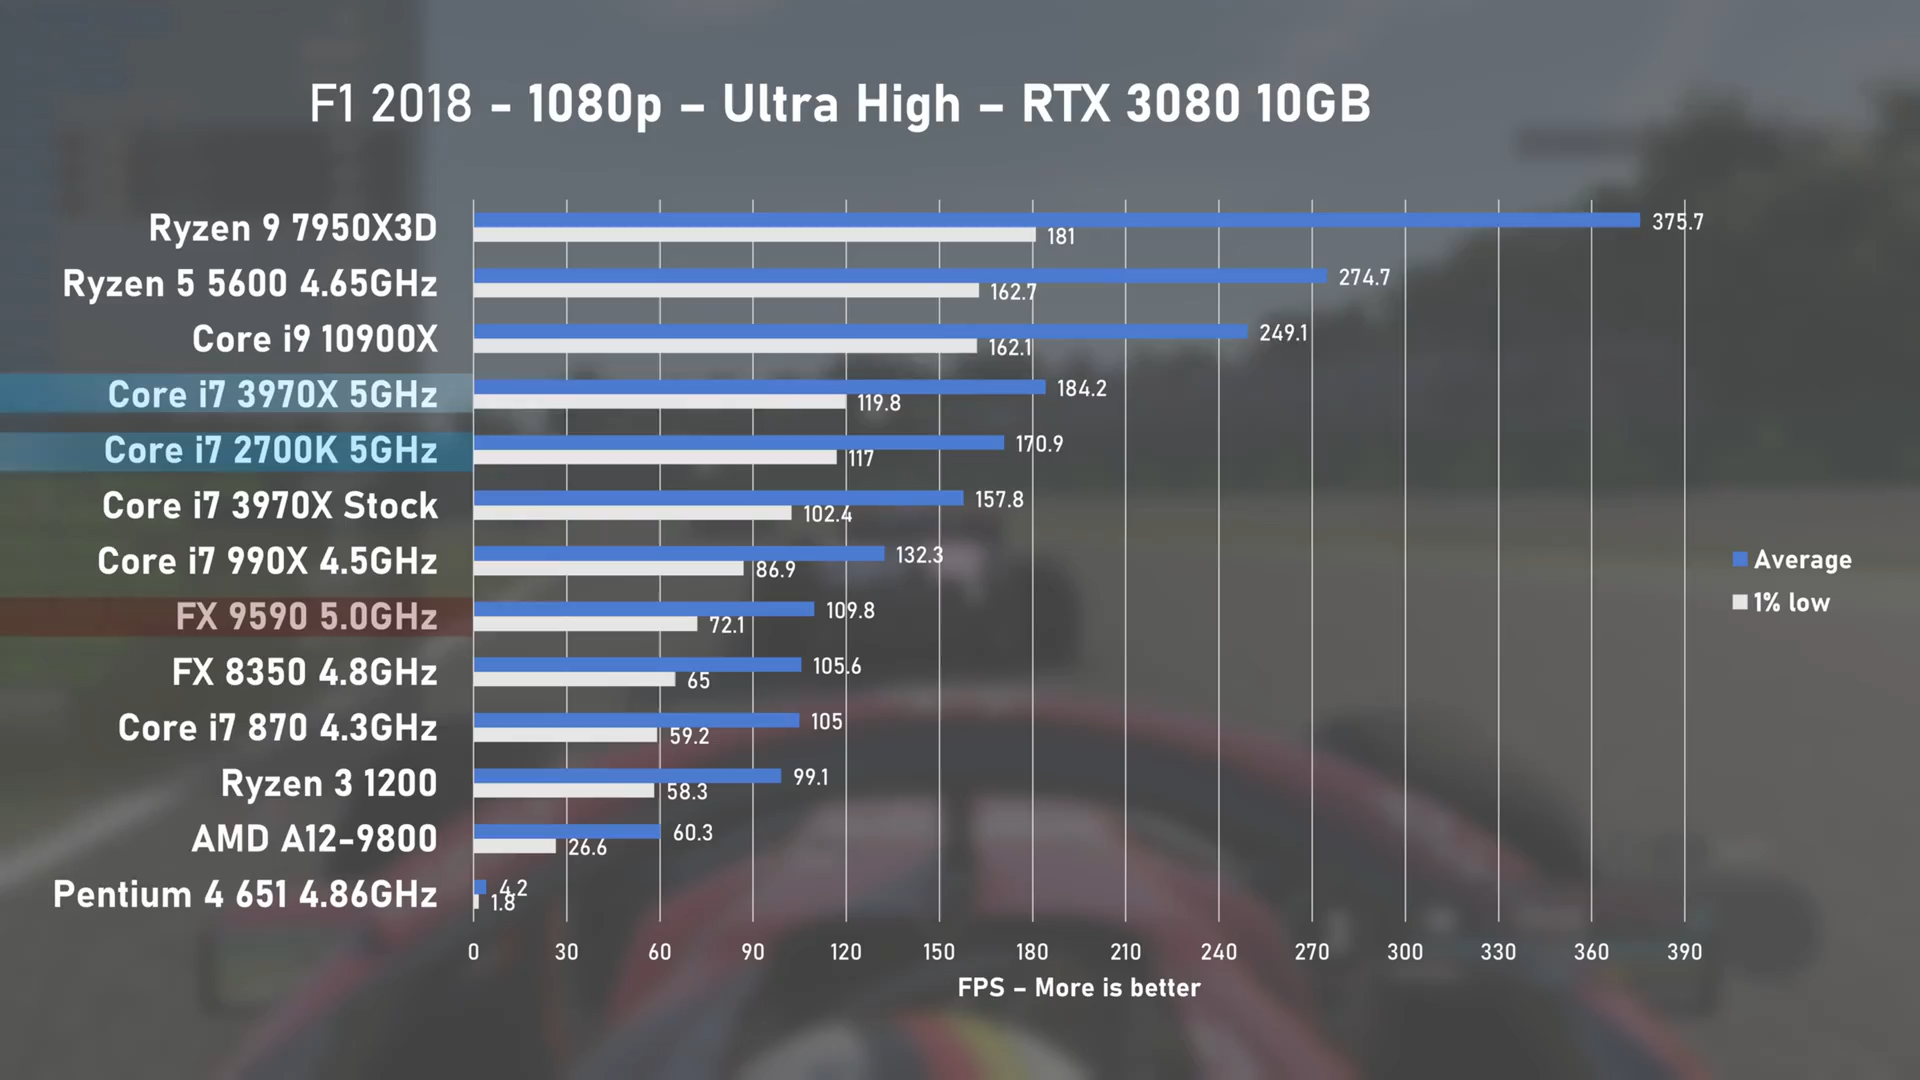 F1 2018 - 1080p – Ultra High – RTX 3080 10GB
Ryzen 9 7950X3D 375.7 181
Ryzen 5 5600 4.65GHz 274.7 162.7
Core i9 10900X 249.1 162.1
Core i7 3970X 5GHz 184.2 119.8
Core i7 2700K 5GHz 170.9 117
Core i7 3970X Stock 157.8 102.4
Core i7 990X 4.5GHz 132.3 86.9
FX 9590 5.0GHz 109.8 72.1
FX 8350 4.8GHz 105.6 65
Core i7 870 4.3GHz 105 59.2
Ryzen 3 1200 99.1 58.3
AMD A12-9800 60.3 26.6
Pentium 4 651 4.86GHz 4.2 1.8
0 30 60 90 120 150 180 210 240 270 300 330 360 390
FPS – More is better
Average
1% low